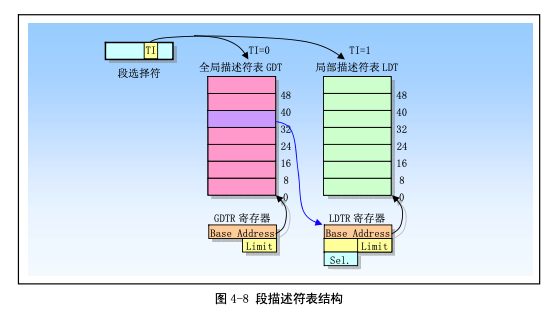 TI
TI=0
TI=1
段选择符
全局描述符表 GDT
局部描述符表 LDT
48
48
40
40
32
32
24
24
16
16
8
8
0
0
GDTR 寄存器
LDTR 寄存器
Base Address
Base Address
Limit
Limit
Sel.
图 4-8 段描述符表结构